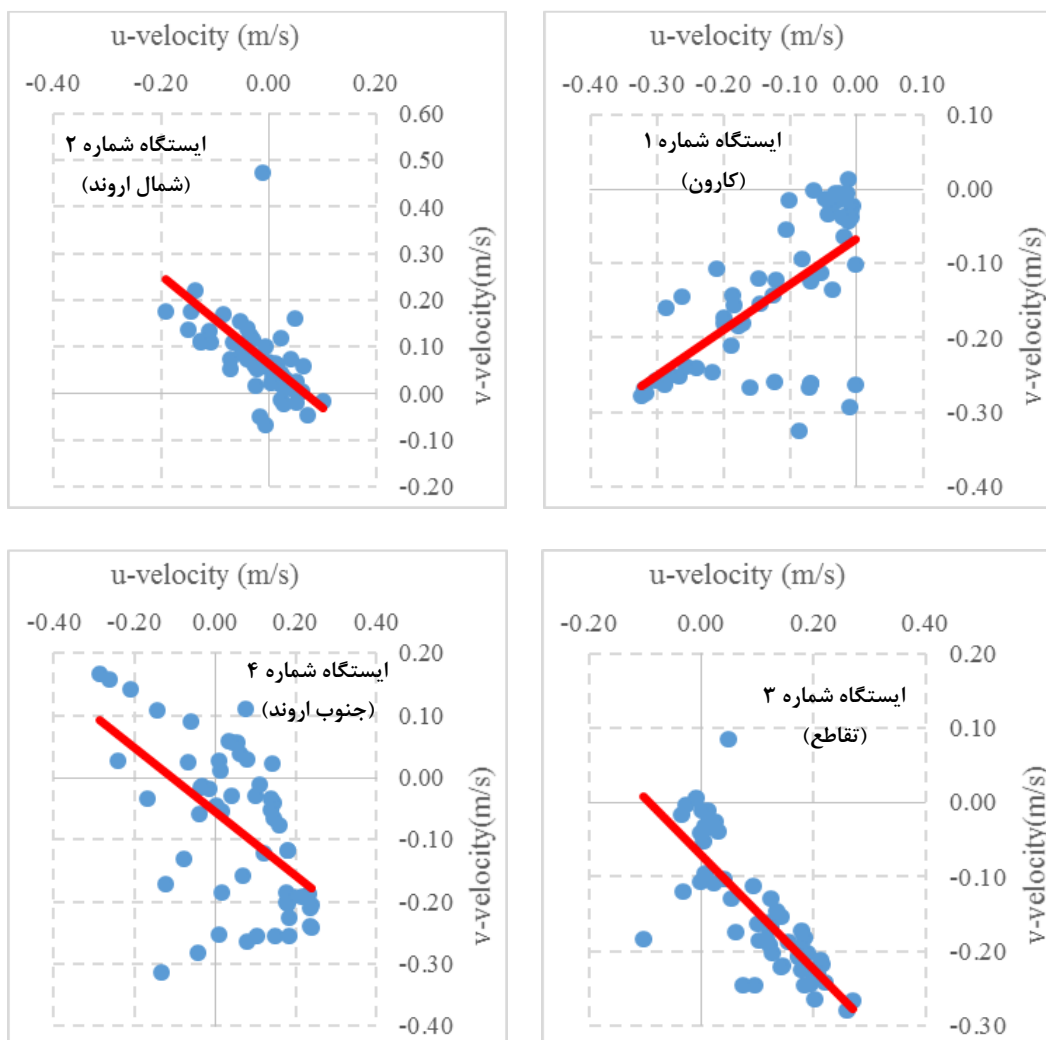 u-velocity (m/s)
-0.20 -0.10 0.00 0.20
0.60
0.50
0.40
0.30
0.20
0.10
0.00
-0.10
-0.20
v-velocity(m/s)
ایستگاه شماره ۲
(شمال اروند)
u-velocity (m/s)
-0.40 -0.30 -0.20 -0.10 0.00 0.10
0.10
0.00
-0.10
-0.20
-0.30
-0.40
v-velocity(m/s)
ایستگاه شماره ۱
(کارون)
u-velocity (m/s)
-0.40 -0.20 0.00 0.20 0.40
0.20
0.10
0.00
-0.10
-0.20
-0.30
-0.40
v-velocity(m/s)
ایستگاه شماره ۴
(جنوب اروند)
u-velocity (m/s)
-0.20 0.00 0.20 0.40
0.20
0.10
0.00
-0.10
-0.20
-0.30
v-velocity(m/s)
ایستگاه شماره ۳
(تقاطع)